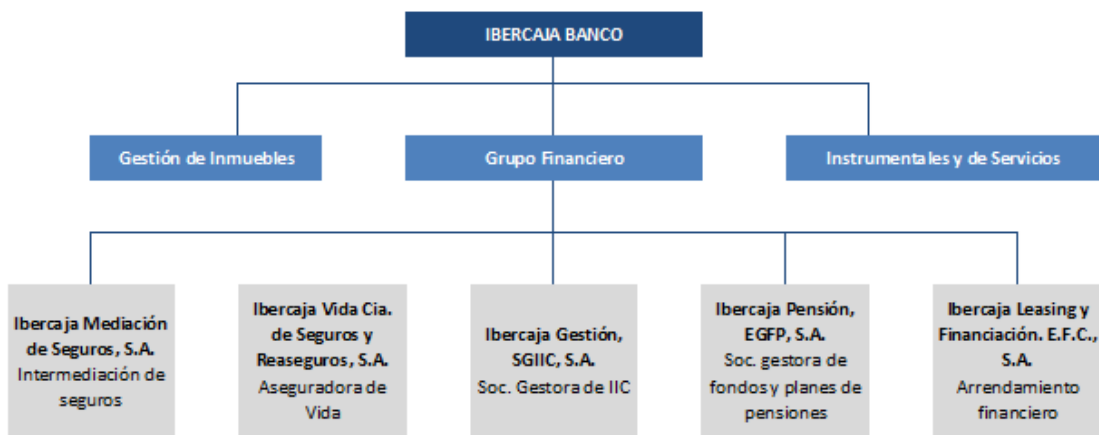 IBERCAJA BANCO
Gestión de Inmuebles
Grupo Financiero
Instrumentales y de Servicios
Ibercaja Mediación
de Seguros, S.A.
Intermediación de
seguros
Ibercaja Vida Cia.
de Seguros y
Reaseguros, S.A.
Aseguradora de
Vida
Ibercaja Gestión,
SGIIC, S.A.
Soc. Gestora de IIC
Ibercaja Pensión,
EGFP, S.A.
Soc. gestora de
fondos y planes de
pensiones
Ibercaja Leasing y
Financiación. E.F.C.,
S.A.
Arrendamiento
financiero